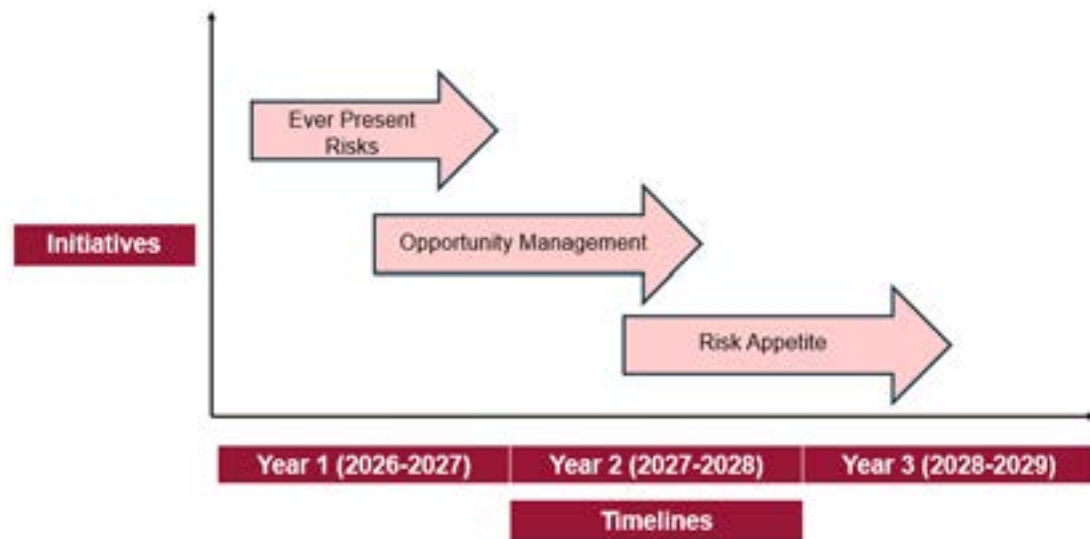 Ever Present
Risks
Opportunity Management
Initiatives
Risk Appetite
Year 1 (2026-2027)
Year 2 (2027-2028)
Year 3 (2028-2029)
Timelines